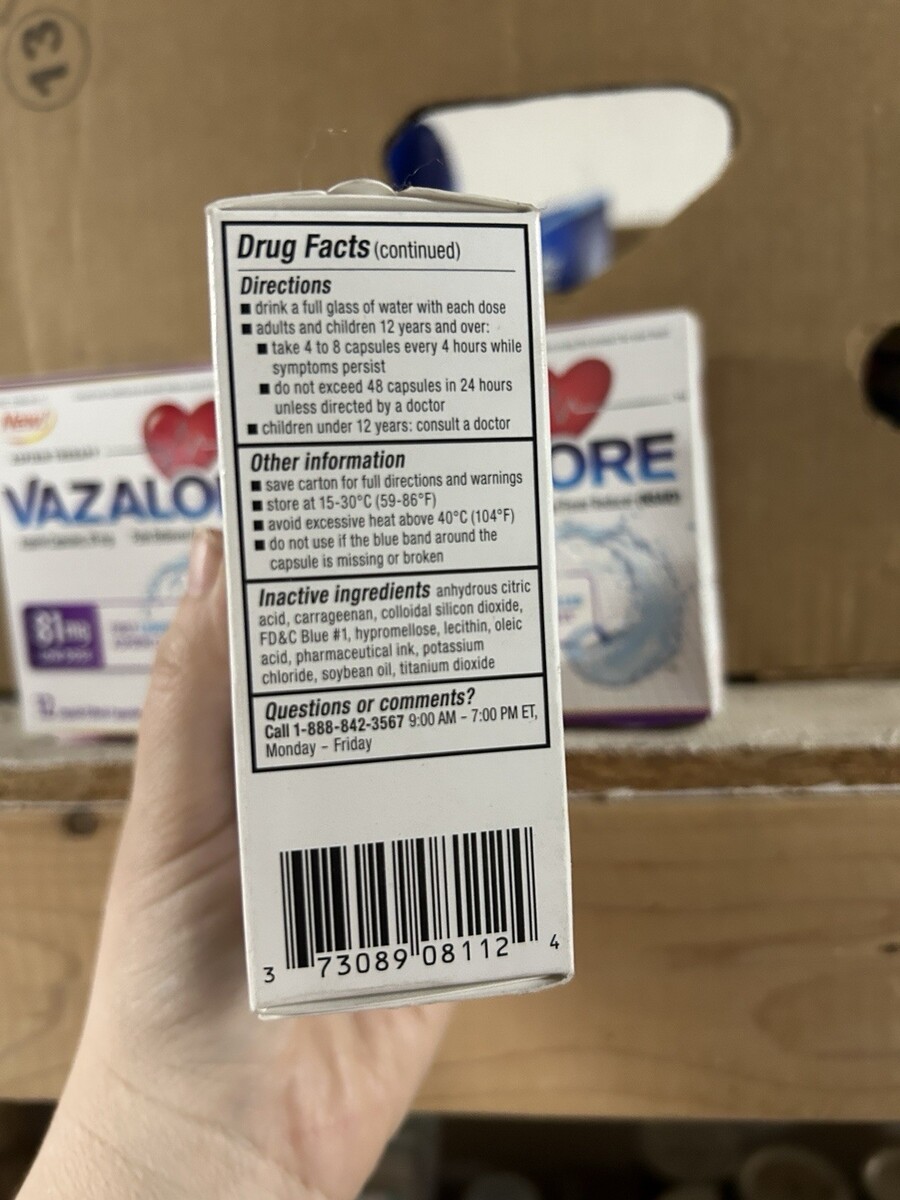 13
Drug Facts (continued)
Directions
■ drink a full glass of water with each dose
■ adults and children 12 years and over:
■ take 4 to 8 capsules every 4 hours while
symptoms persist
■ do not exceed 48 capsules in 24 hours
unless directed by a doctor
■ children under 12 years: consult a doctor
Other information
■ save carton for full directions and warnings
■ store at 15-30°C (59-86°F)
■ avoid excessive heat above 40°C (104°F)
■ do not use if the blue band around the
capsule is missing or broken
Inactive ingredients anhydrous citric
acid, carrageenan, colloidal silicon dioxide,
FD&C Blue #1, hypromellose, lecithin, oleic
acid, pharmaceutical ink, potassium
chloride, soybean oil, titanium dioxide
Questions or comments?
Call 1-888-842-3567 9:00 AM – 7:00 PM ET,
Monday – Friday
3 73089 08112 4
New!
VAZALO
81mg
12
ORE